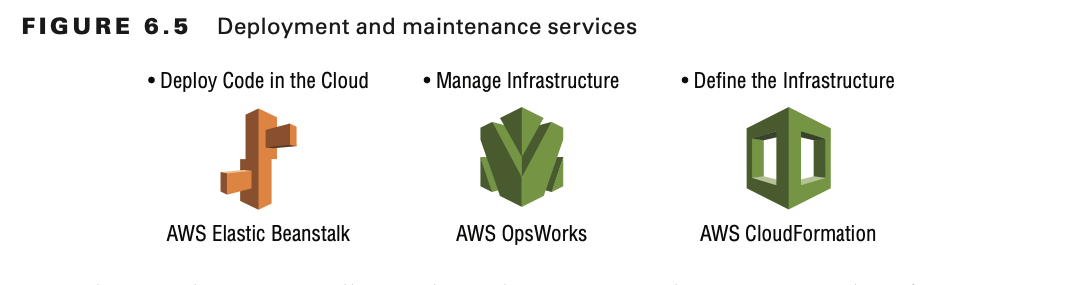 FIGURE 6.5 Deployment and maintenance services
• Deploy Code in the Cloud
• Manage Infrastructure
• Define the Infrastructure
AWS Elastic Beanstalk
AWS OpsWorks
AWS CloudFormation